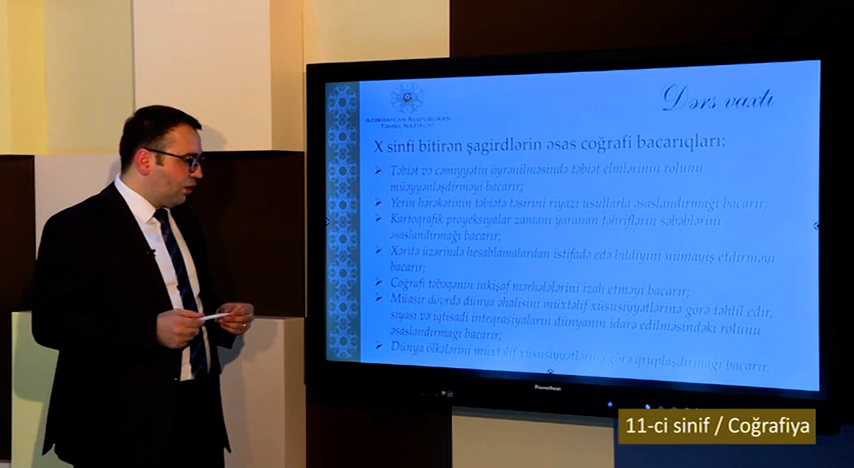 Dərs vaxtı
AZƏRBAYCAN RESPUBLİKASI
TƏHSİL NAZİRLİYİ
X sinfi bitirən şagirdlərin əsas coğrafi bacarıqları:
➢ Təbiət və cəmiyyətin öyrənilməsində təbiət elmlərinin rolunu
müəyyənləşdirməyi bacarır;
➢ Yerin hərəkətinin təbiətə təsirini riyazi üsullarla əsaslandırmağı bacarır;
➢ Kartoqrafik proyeksiyalar zamanı yaranan təhriflərin səbəblərini
əsaslandırmağı bacarır;
➢ Xəritə üzərində hesablamalardan istifadə edə bildiyini nümayiş etdirməyi
bacarır;
➢ Coğrafi təbəqənin inkişaf mərhələlərini izah etməyi bacarır;
➢ Müasir dövrdə dünya əhalisini müxtəlif xüsusiyyətlərinə görə təhlil edir,
siyasi və iqtisadi inteqrasiyaların dünyanın idarə edilməsindəki rolunu
əsaslandırmağı bacarır;
➢ Dünya ölkələrini müxtəlif xüsusiyyətlərinə görə qruplaşdırmağı bacarır.
Promethean
11-ci sinif / Coğrafiya